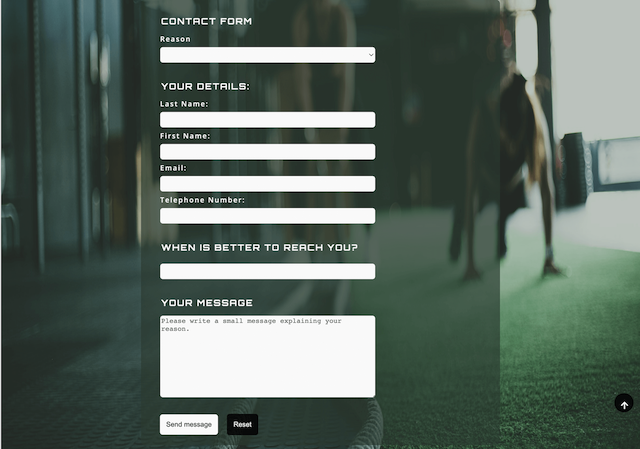 CONTACT FORM
Reason
YOUR DETAILS:
Last Name:
First Name:
Email:
Telephone Number:
WHEN IS BETTER TO REACH YOU?
YOUR MESSAGE
Please write a small message explaining your
reason.
Send message Reset